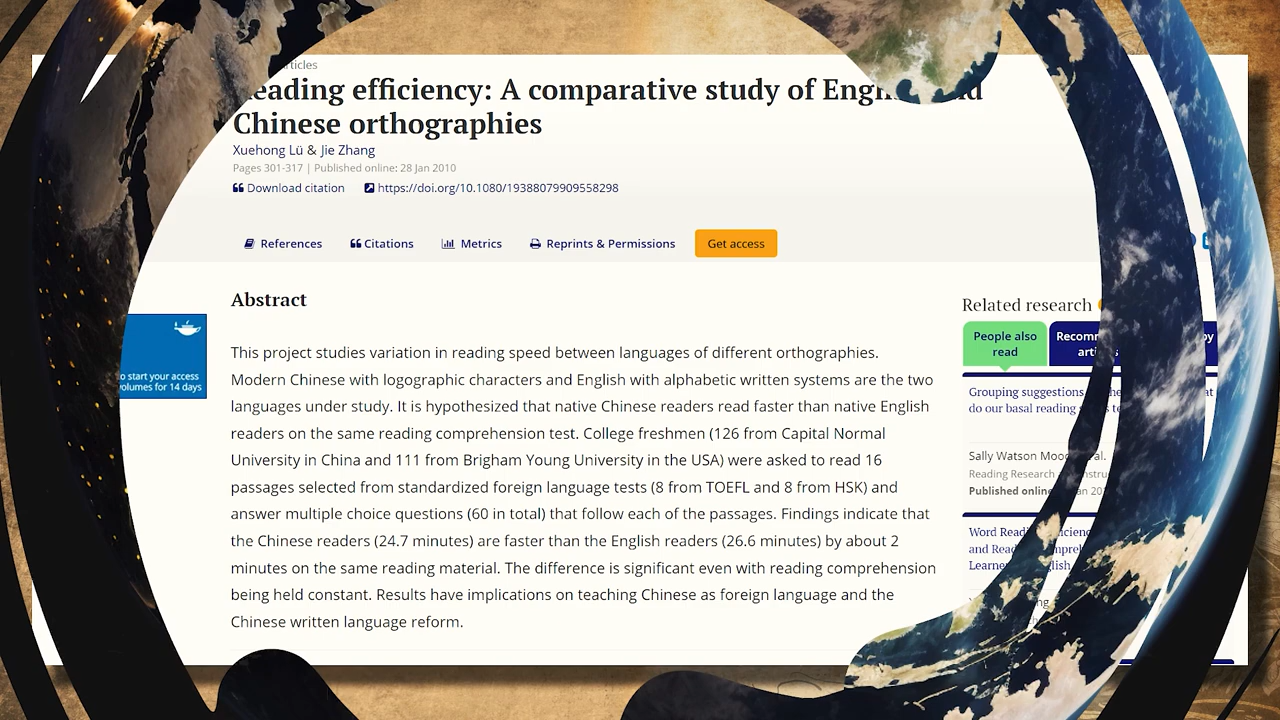 efficiency: A comparative study of
Chinese orthographies
Xuehong Lü & Jie Zhang
Pages 301-317 | Published online: 28 Jan 2010
Download citation https://doi.org/10.1080/19388079909558298
References Citations Metrics Reprints & Permissions Get access
Abstract
This project studies variation in reading speed between languages of different orthographies.
Modern Chinese with logographic characters and English with alphabetic written systems are the two
languages under study. It is hypothesized that native Chinese readers read faster than native English
readers on the same reading comprehension test. College freshmen (126 from Capital Normal
University in China and 111 from Brigham Young University in the USA) were asked to read 16
passages selected from standardized foreign language tests (8 from TOEFL and 8 from HSK) and
answer multiple choice questions (60 in total) that follow each of the passages. Findings indicate that
the Chinese readers (24.7 minutes) are faster than the English readers (26.6 minutes) by about 2
minutes on the same reading material. The difference is significant even with reading comprehension
being held constant. Results have implications on teaching Chinese as foreign language and the
Chinese written language reform.
to start your access
volumes for 14 days
Related research
People also
read
Grouping suggestions
do our basal reading
Sally Watson
Reading Research
Published online
Word
and